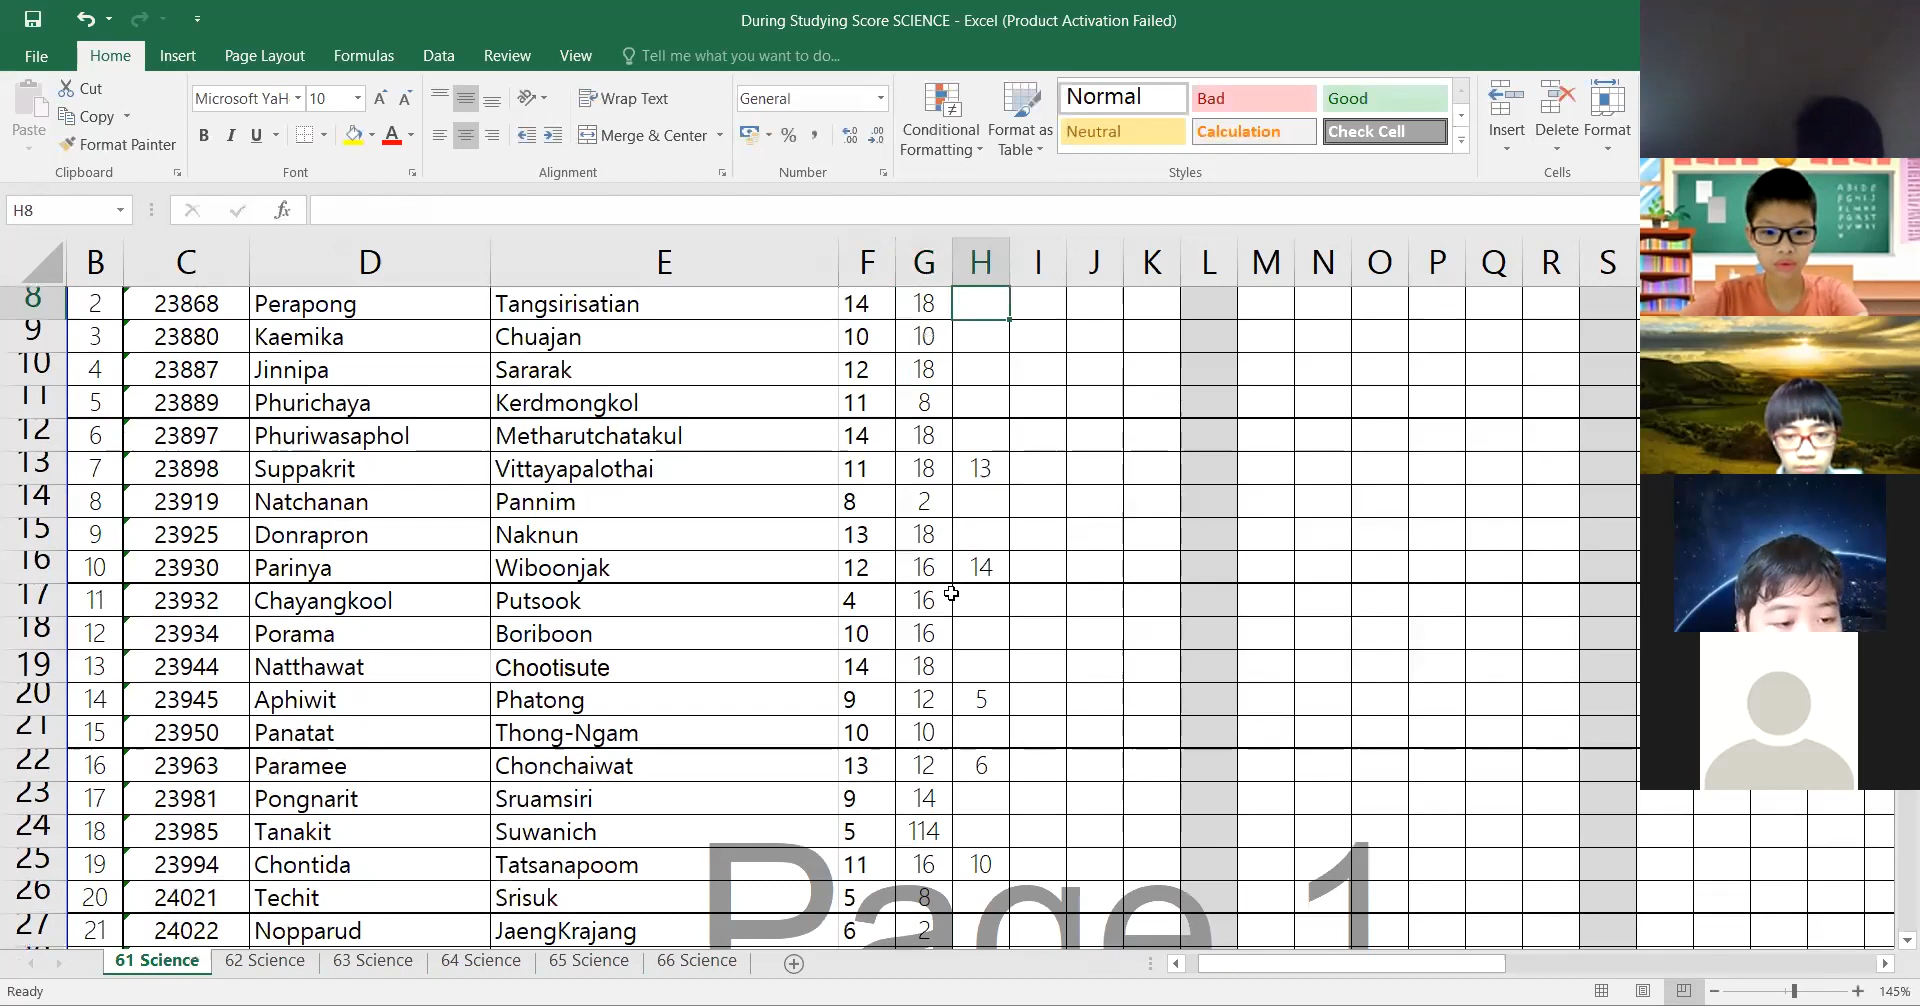 During Studying Score SCIENCE - Excel (Product Activation Failed)
File Home Insert Page Layout Formulas Data Review View Tell me what you want to do...
Paste
Cut
Copy
Format Painter
Clipboard
Microsoft YaH 10
B I U A
Font
Wrap Text
Merge & Center
Alignment
General
% ,
Number
Conditional Formatting
Format as Table
Normal Bad Good
Neutral Calculation Check Cell
Styles
Insert Delete Format
Cells
H8 fx
B C D E F G H I J K L M N O P Q R S
8 2 23868 Perapong Tangsirisatian 14 18
9 3 23880 Kaemika Chuajan 10 10
10 4 23887 Jinnipa Sararak 12 18
11 5 23889 Phurichaya Kerdmongkol 11 8
12 6 23897 Phuriwasaphol Metharutchatakul 14 18
13 7 23898 Suppakrit Vittayapalothai 11 18 13
14 8 23919 Natchanan Pannim 8 2
15 9 23925 Donrapron Naknun 13 18
16 10 23930 Parinya Wiboonjak 12 16 14
17 11 23932 Chayangkool Putsook 4 16
18 12 23934 Porama Boriboon 10 16
19 13 23944 Natthawat Chootisute 14 18
20 14 23945 Aphiwit Phatong 9 12 5
21 15 23950 Panatat Thong-Ngam 10 10
22 16 23963 Paramee Chonchaiwat 13 12 6
23 17 23981 Pongnarit Sruamsiri 9 14
24 18 23985 Tanakit Suwanich 5 114
25 19 23994 Chontida Tatsanapoom 11 16 10
26 20 24021 Techit Srisuk 5 8
27 21 24022 Nopparud JaengKrajang 6 2
Page 1
61 Science 62 Science 63 Science 64 Science 65 Science 66 Science
Ready 145%